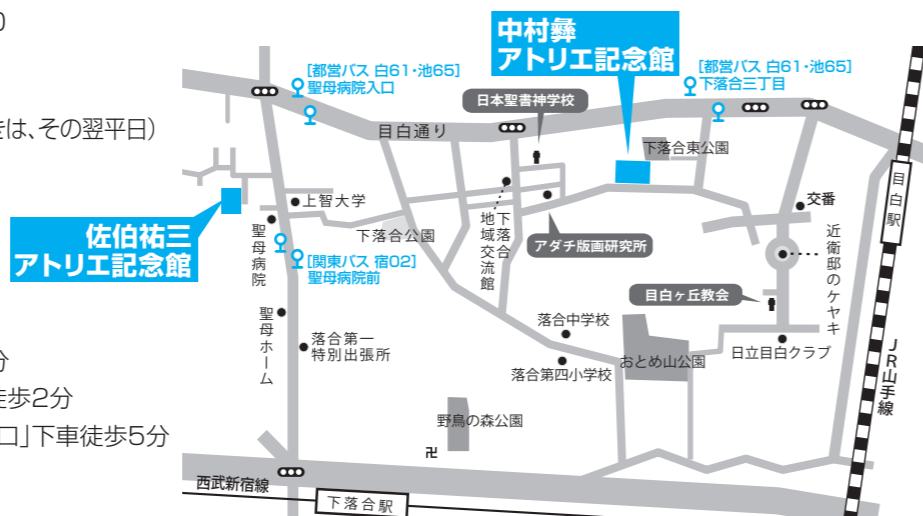 きは、その翌平日)
分
徒歩2分
口」下車徒歩5分
中村彝
アトリエ記念館
[都営バス 白61・池65]
聖母病院入口
[都営バス 白61・池65]
下落合三丁目
日本聖書神学校
目白通り
下落合東公園
目白駅
上智大学
交番
佐伯祐三
アトリエ記念館
聖母病院
下落合公園
下落合
地域交流館
アダチ版画研究所
近衛邸のケヤキ
[関東バス 宿02]
聖母病院前
目白ヶ丘教会
聖母ホーム
落合第一
特別出張所
落合中学校
おとめ山公園
日立目白クラブ
落合第四小学校
JR山手線
野鳥の森公園
卍
西武新宿線
下落合駅